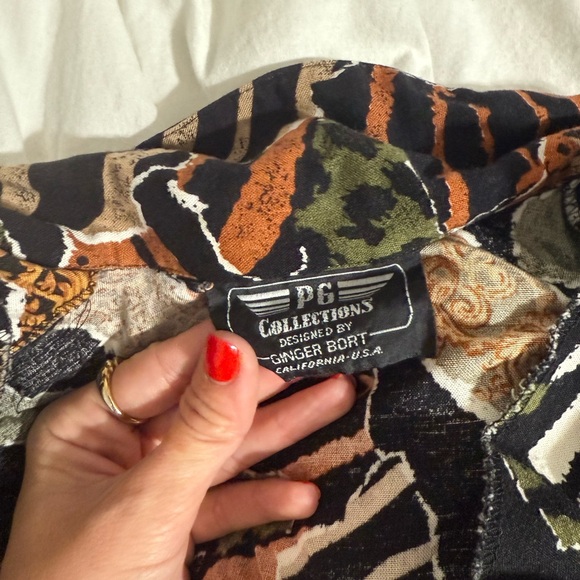 PG
COLLECTIONS
DESIGNED BY
GINGER BORT
CALIFORNIA·U.S.A.